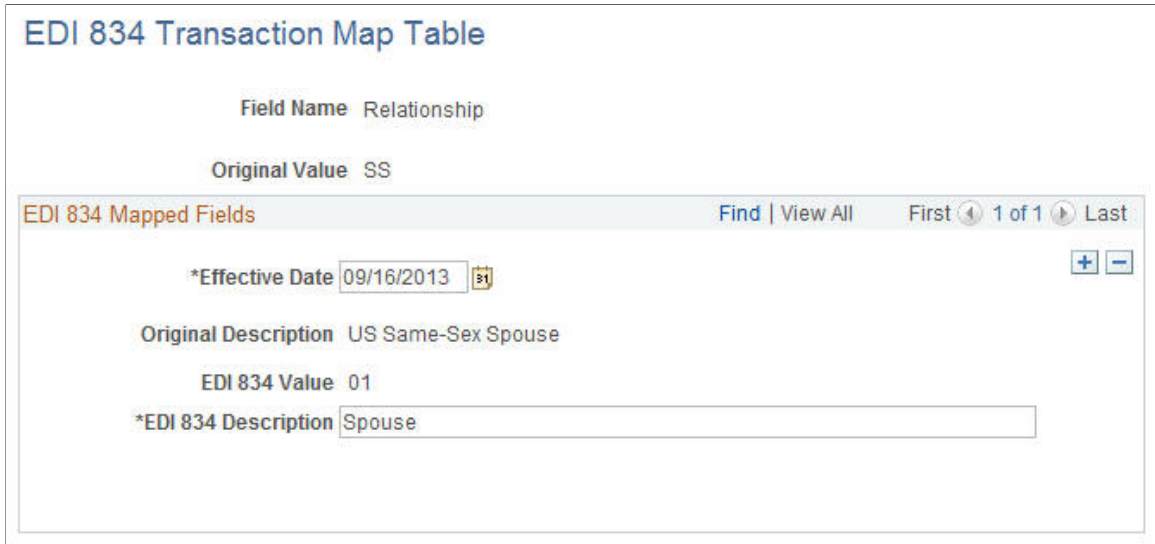 EDI 834 Transaction Map Table
Field Name Relationship
Original Value SS
EDI 834 Mapped Fields Find | View All First 1 of 1 Last
*Effective Date 09/16/2013 31
Original Description US Same-Sex Spouse
EDI 834 Value 01
*EDI 834 Description Spouse